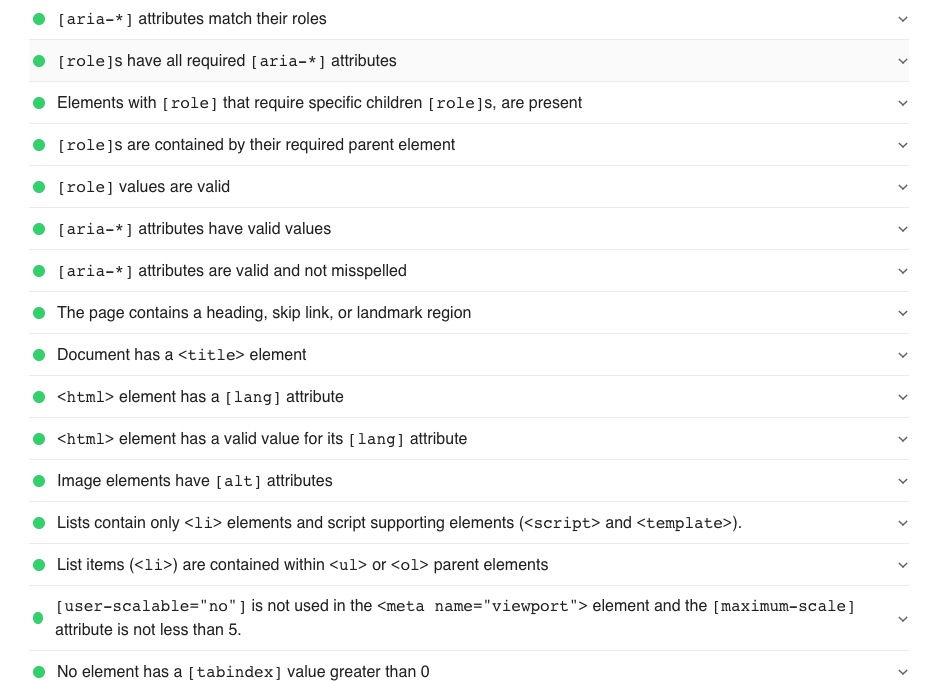 [aria-*] attributes match their roles
[role]s have all required [aria-*] attributes
Elements with [role] that require specific children [role]s, are present
[role]s are contained by their required parent element
[role] values are valid
[aria-*] attributes have valid values
[aria-*] attributes are valid and not misspelled
The page contains a heading, skip link, or landmark region
Document has a <title> element
<html> element has a [lang] attribute
<html> element has a valid value for its [lang] attribute
Image elements have [alt] attributes
Lists contain only <li> elements and script supporting elements (<script> and <template>).
List items (<li>) are contained within <ul> or <ol> parent elements
[user-scalable="no"] is not used in the <meta name="viewport"> element and the [maximum-scale]
attribute is not less than 5.
No element has a [tabindex] value greater than 0